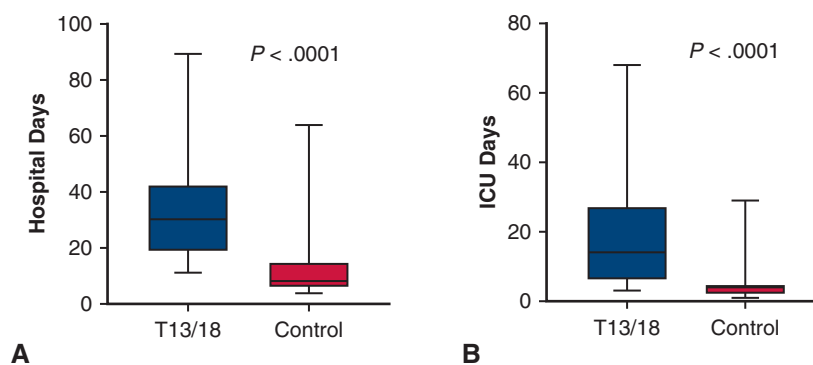 100
80
60
40
20
0
Hospital Days
P < .0001
T13/18 Control
A
80
60
40
20
0
ICU Days
P < .0001
T13/18 Control
B